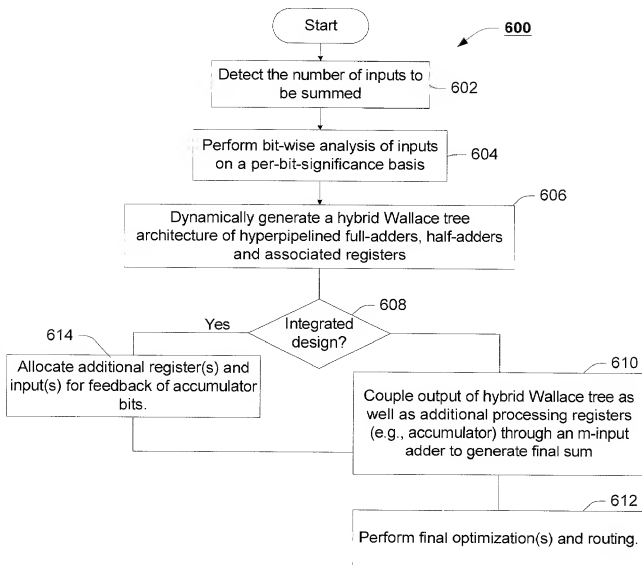 Start
600
Detect the number of inputs to
be summed
602
Perform bit-wise analysis of inputs
on a per-bit-significance basis
604
606
Dynamically generate a hybrid Wallace tree
architecture of hyperpipelined full-adders, half-adders
and associated registers
608
Integrated
design?
Yes
614
Allocate additional register(s) and
input(s) for feedback of accumulator
bits.
610
Couple output of hybrid Wallace tree as
well as additional processing registers
(e.g., accumulator) through an m-input
adder to generate final sum
612
Perform final optimization(s) and routing.